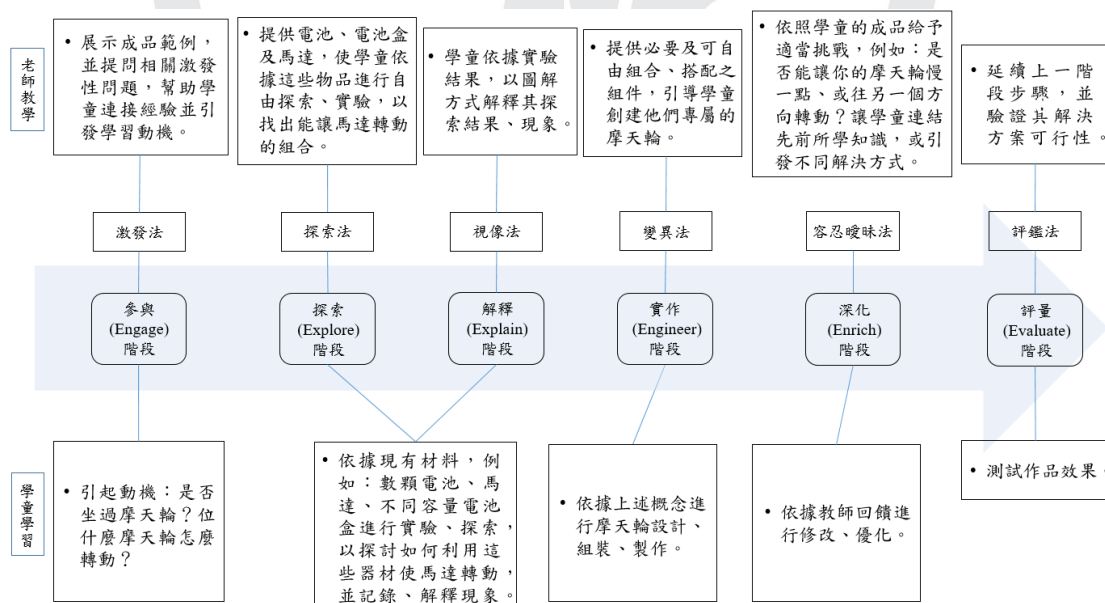 老師教學
• 展示成品範例，
並提問相關激發
性問題，幫助學
童連接經驗並引
發學習動機。
• 提供電池、電池盒
及馬達，使學童依
據這些物品進行自
由探索、實驗，以
找出能讓馬達轉動
的組合。
• 學童依據實驗
結果，以圖解
方式解釋其探
索結果、現象。
• 提供必要及可自
由組合、搭配之
組件，引導學童
創建他們專屬的
摩天輪。
• 依照學童的成品給予
適當挑戰，例如：是
否能讓你的摩天輪慢
一點、或往另一個方
向轉動？讓學童連結
先前所學知識，或引
發不同解決方式。
• 延續上一階
段步驟，並
驗證其解決
方案可行性。
激發法
探索法
視像法
變異法
容忍曖昧法
評鑑法
參與
(Engage)
階段
探索
(Explore)
階段
解釋
(Explain)
階段
實作
(Engineer)
階段
深化
(Enrich)
階段
評量
(Evaluate)
階段
學童學習
• 引起動機：是否
坐過摩天輪？位
什麼摩天輪怎麼
轉動？
• 依據現有材料，例
如：數顆電池、馬
達、不同容量電池
盒進行實驗、探索，
以探討如何利用這
些器材使馬達轉動，
並記錄、解釋現象。
• 依據上述概念進
行摩天輪設計、
組裝、製作。
• 依據教師回饋進
行修改、優化。
• 測試作品效果。